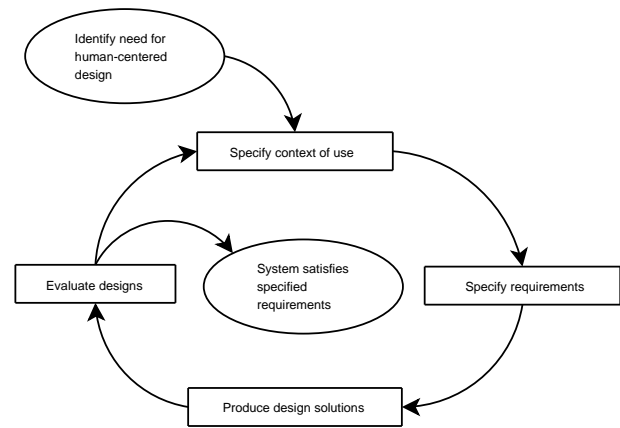 Identify need for
human-centered
design
Specify context of use
Evaluate designs
System satisfies
specified
requirements
Specify requirements
Produce design solutions